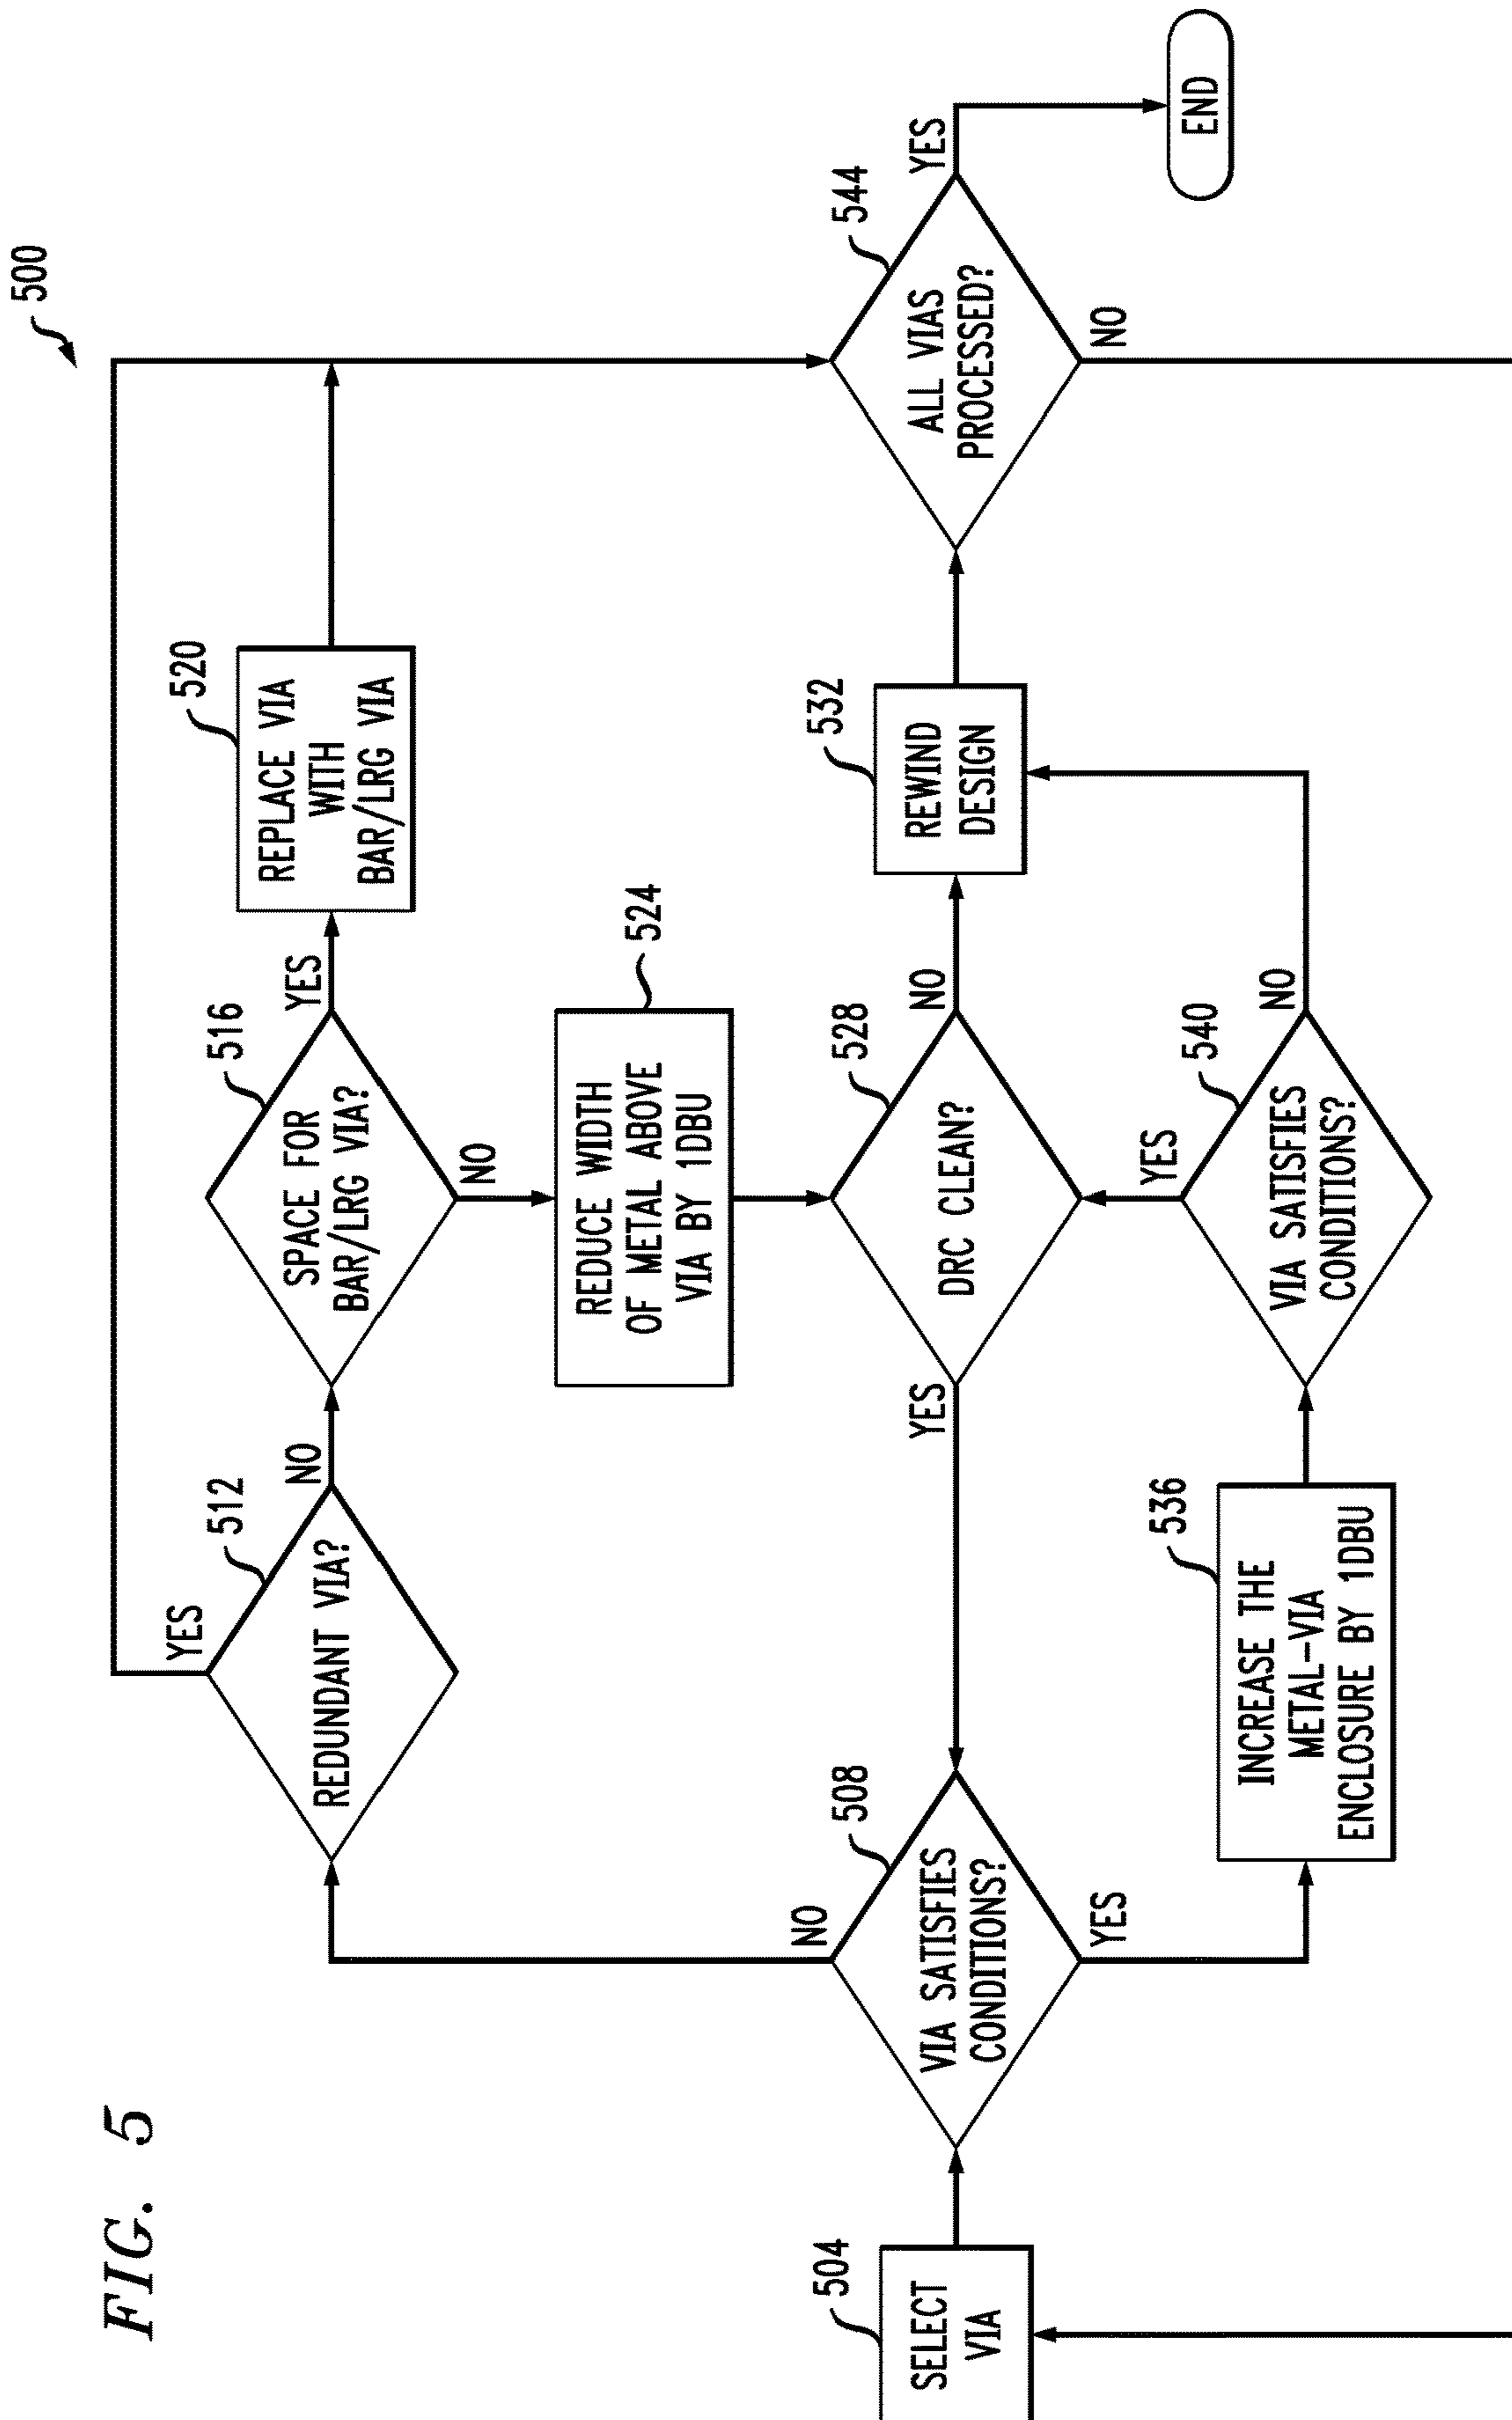 FIG. 5
500
504
SELECT
VIA
508
VIA SATISFIES
CONDITIONS?
NO
YES
512
REDUNDANT VIA?
YES
NO
516
SPACE FOR
BAR/LRG VIA?
YES
NO
520
REPLACE VIA
WITH
BAR/LRG VIA
524
REDUCE WIDTH
OF METAL ABOVE
VIA BY 1DBU
528
DRC CLEAN?
YES
NO
532
REWIND
DESIGN
536
INCREASE THE
METAL-VIA
ENCLOSURE BY 1DBU
540
VIA SATISFIES
CONDITIONS?
YES
NO
544
ALL VIAS
PROCESSED?
YES
NO
END